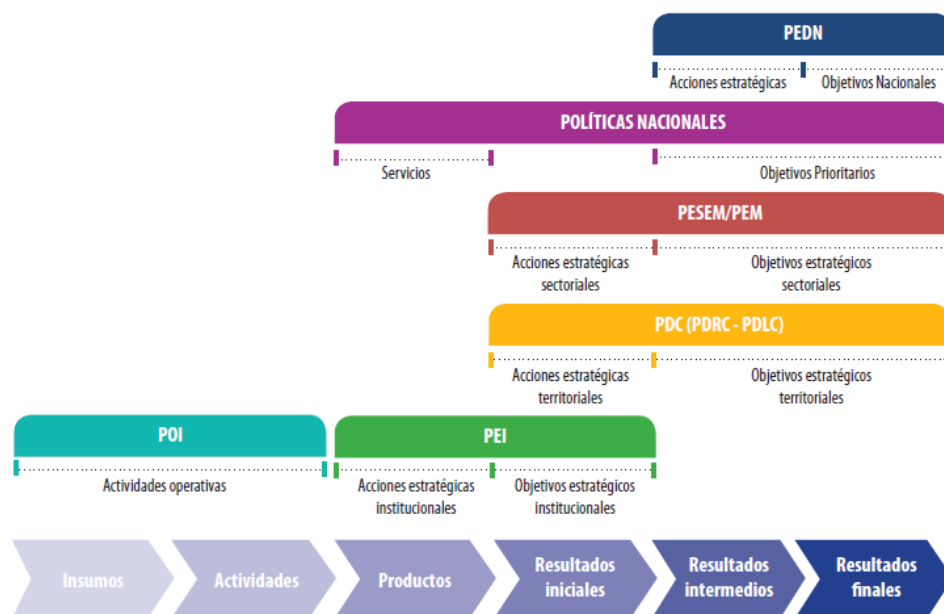 PEDN
Acciones estratégicas
Objetivos Nacionales
POLÍTICAS NACIONALES
Servicios
Objetivos Prioritarios
PESEM/PEM
Acciones estratégicas
sectoriales
Objetivos estratégicos
sectoriales
PDC (PDRC - PDLC)
Acciones estratégicas
territoriales
Objetivos estratégicos
territoriales
POI
Actividades operativas
PEI
Acciones estratégicas
institucionales
Objetivos estratégicos
institucionales
Insumos
Actividades
Productos
Resultados
iniciales
Resultados
intermedios
Resultados
finales